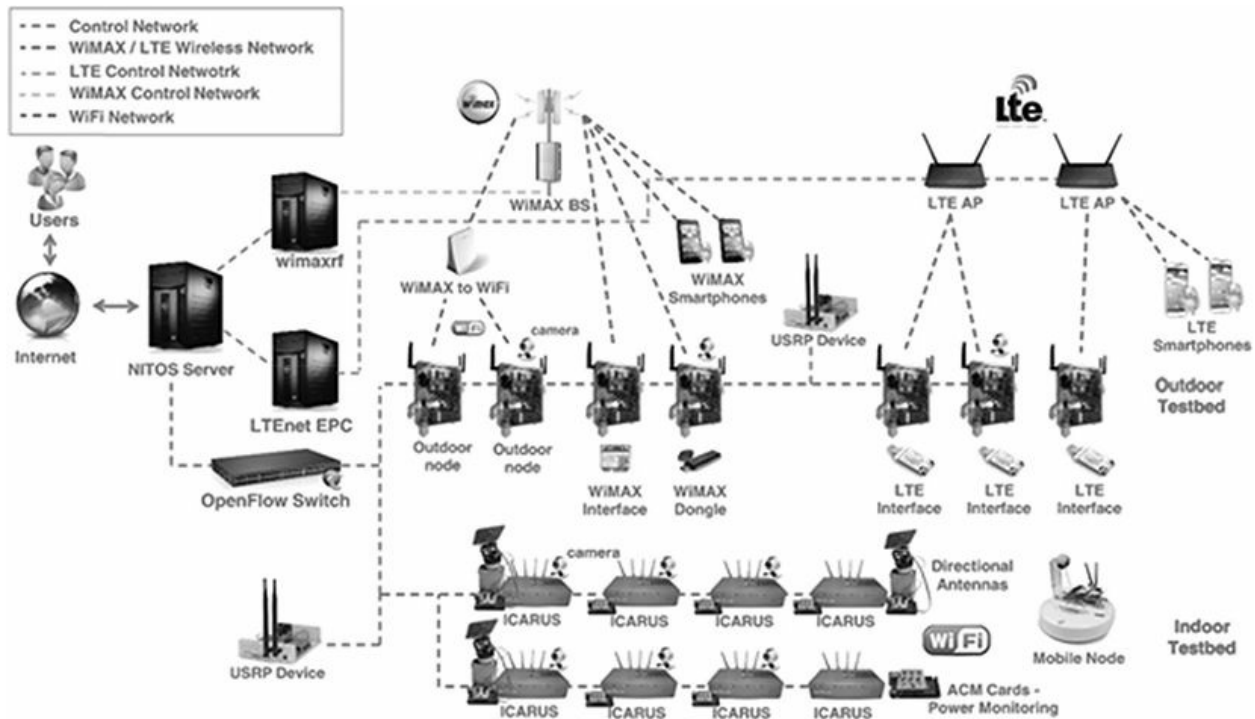 Control Network
WiMAX / LTE Wireless Network
LTE Control Netwotrk
WiMAX Control Network
WiFi Network
wimax
Lte
Users
WiMAX BS
LTE AP
LTE AP
wimaxrf
WiMAX to WiFi
WiMAX
Smartphones
LTE
Smartphones
Internet
NITOS Server
WiFi
camera
USRP Device
LTEnet EPC
Outdoor
Testbed
Outdoor
node
Outdoor
node
WiMAX
Interface
WiMAX
Dongle
LTE
Interface
LTE
Interface
LTE
Interface
OpenFlow Switch
camera
Directional
Antennas
ICARUS
ICARUS
ICARUS
ICARUS
WiFi
Mobile Node
Indoor
Testbed
USRP Device
ICARUS
ICARUS
ICARUS
ICARUS
ACM Cards -
Power Monitoring